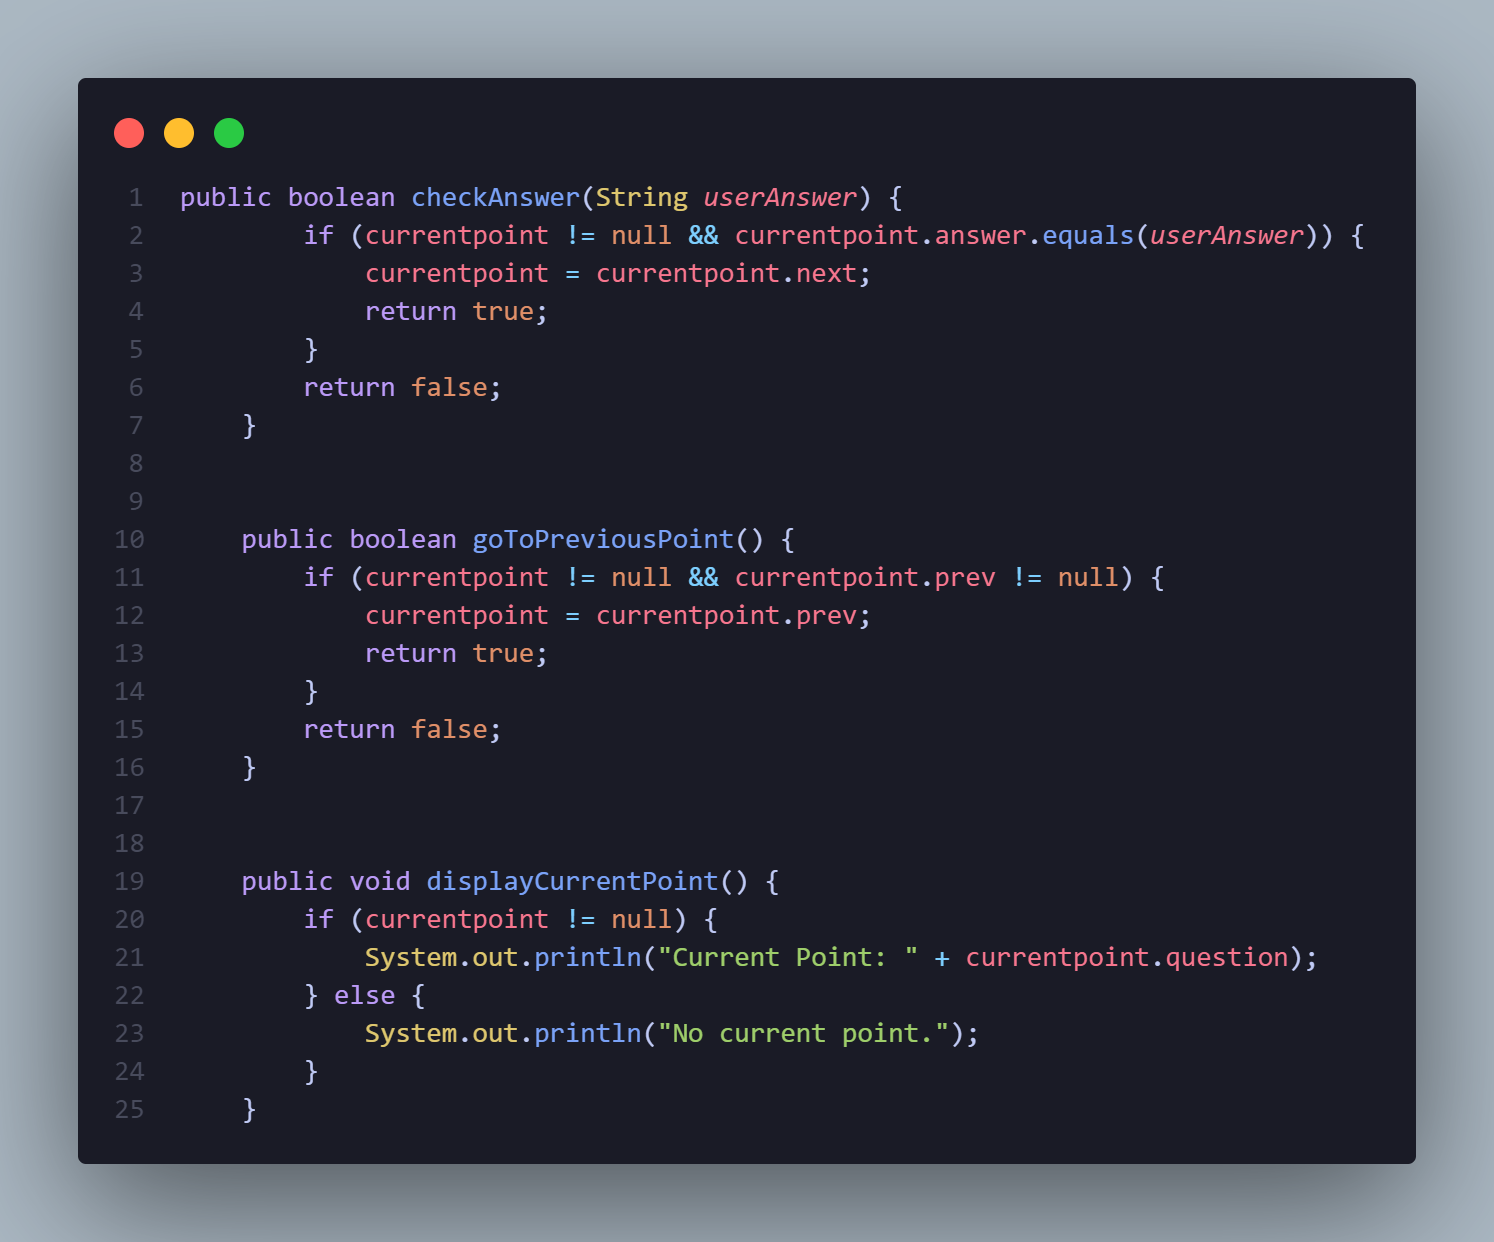 1 public boolean checkAnswer(String userAnswer) {
2         if (currentpoint != null && currentpoint.answer.equals(userAnswer)) {
3             currentpoint = currentpoint.next;
4             return true;
5         }
6         return false;
7     }
8
9
10     public boolean goToPreviousPoint() {
11         if (currentpoint != null && currentpoint.prev != null) {
12             currentpoint = currentpoint.prev;
13             return true;
14         }
15         return false;
16     }
17
18
19     public void displayCurrentPoint() {
20         if (currentpoint != null) {
21             System.out.println("Current Point: " + currentpoint.question);
22         } else {
23             System.out.println("No current point.");
24         }
25     }